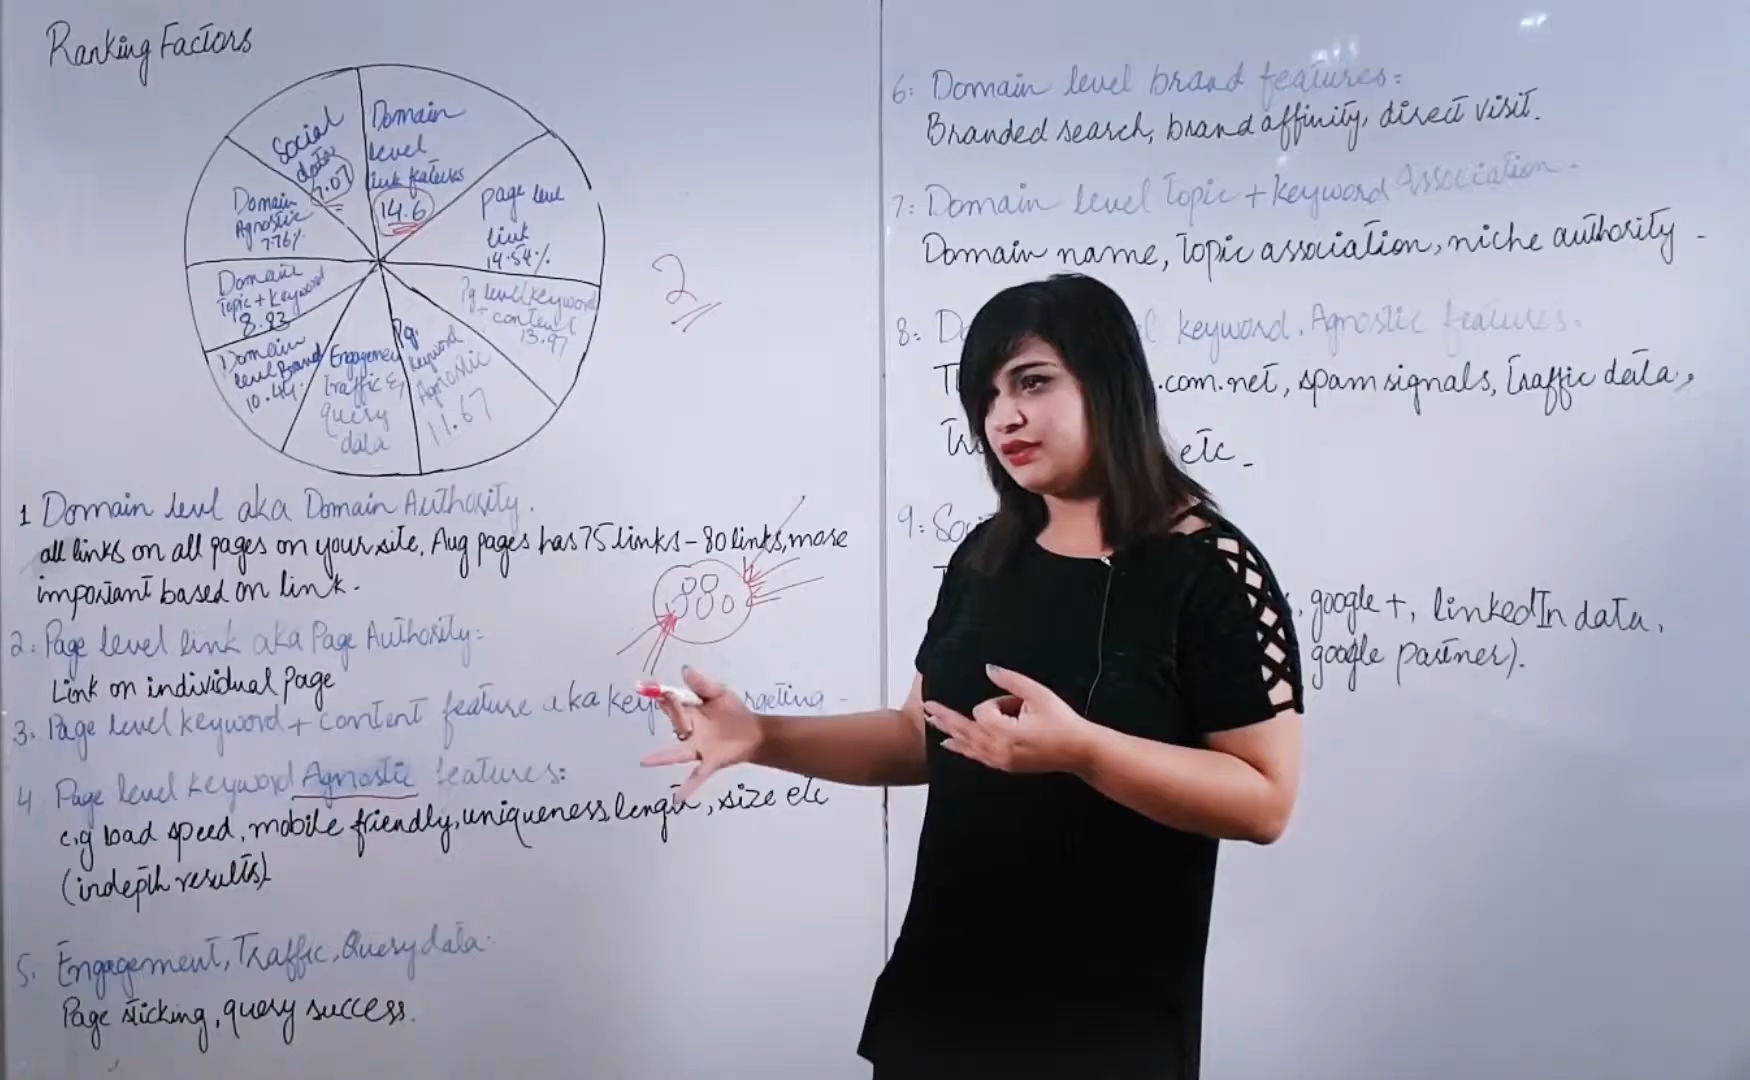 Ranking Factors
Social
data
7.07
Domain
level
link features
14.6
page level
link
14.54%
Pg level keyword
+ content
13.97
Pg.
keyword
Agnostic
11.67
Engagement
Traffic &
query
data
Domain
level Brand
10.44
Domain
Topic + Keyword
8.83
Domain
Agnostic
7.76%
2
1 Domain level aka Domain Authority.
all links on all pages on your site, Aug pages has 75 links - 80 links, more
important based on link.
2: Page level link aka Page Authority:
Link on individual Page
3: Page level keyword + content feature aka
4 Page level keyword Agnostic features:
e.g load speed, mobile friendly, uniqueness, length, size etc
(indepth results)
5. Engagement, Traffic, Query data:
Page sticking, query success.
6: Domain level brand features:
Branded search, brand affinity, direct visit.
7: Domain level Topic + keyword Association -
Domain name, topic association, niche authority -
8: keyword. Agnostic features:
.com.net, spam signals, traffic data,
etc -
9:
, google +, linkedIn data,
google partner).